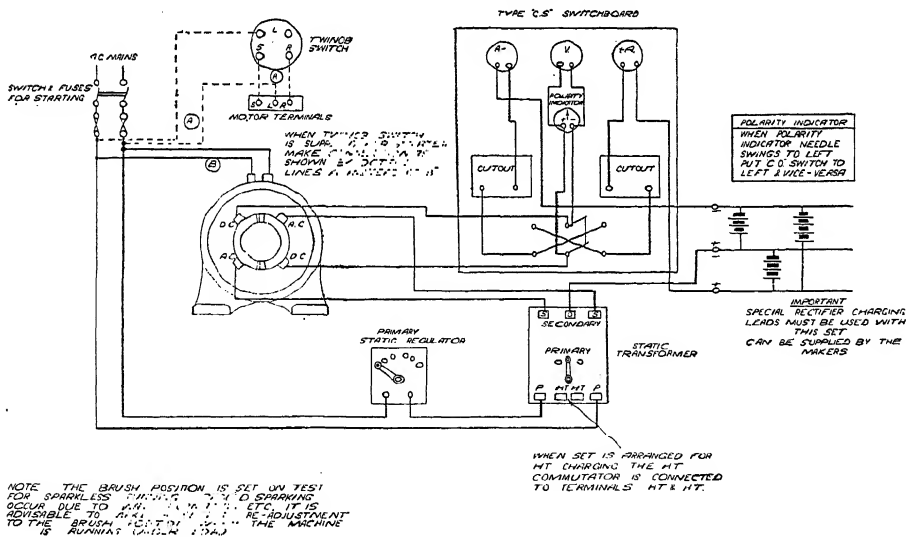 TYPE "C.S" SWITCHBOARD
AC MAINS
SWITCH & FUSES
FOR STARTING
L
S
R
TWINOB
SWITCH
A
S L R
MOTOR TERMINALS
A
B
WHEN SWITCH
IS
MAKE
SHOWN DOTTED
LINES A INSTEAD OF B
A-
V.
+A
POLARITY
INDICATOR
CUTOUT
CUTOUT
POLARITY INDICATOR
WHEN POLARITY
INDICATOR NEEDLE
SWINGS TO LEFT
PUT C.O. SWITCH TO
LEFT & VICE-VERSA
D.C
A.C
A.C
D.C
IMPORTANT
SPECIAL RECTIFIER CHARGING
LEADS MUST BE USED WITH
THIS SET
CAN BE SUPPLIED BY THE
MAKERS
S O S
SECONDARY
PRIMARY
STATIC
TRANSFORMER
P HT HT P
PRIMARY
STATIC REGULATOR
WHEN SET IS ARRANGED FOR
HT CHARGING THE HT
COMMUTATOR IS CONNECTED
TO TERMINALS HT & HT.
NOTE THE BRUSH POSITION IS SET ON TEST
FOR SPARKLESS SPARKING
OCCUR DUE TO ETC, IT IS
ADVISABLE TO RE-ADJUSTMENT
TO THE BRUSH THE MACHINE
IS RUNNING UNDER LOAD